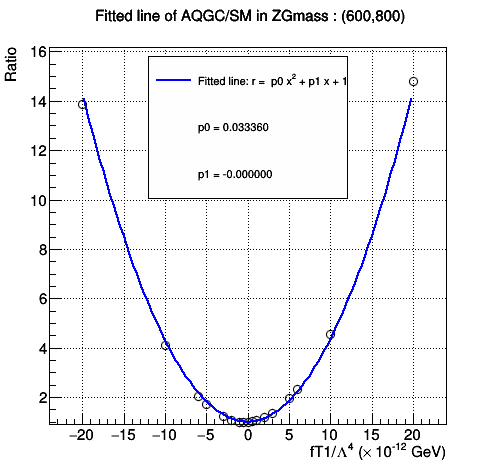 Fitted line of AQGC/SM in ZGmass : (600,800)
Ratio
16
14
12
10
8
6
4
2
Fitted line: r = p0 x² + p1 x + 1
p0 = 0.033360
p1 = -0.000000
−20 −15 −10 −5 0 5 10 15 20
fT1/Λ⁴ (× 10⁻¹² GeV)